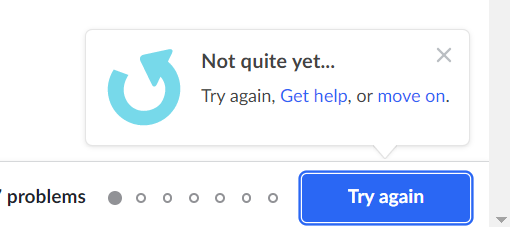 Not quite yet...
Try again, Get help, or move on.
problems
Try again